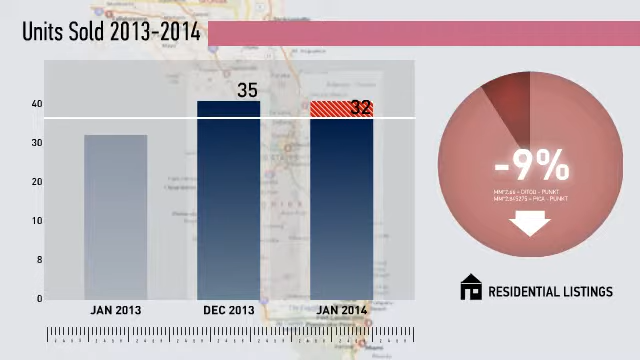 Units Sold 2013-2014
35
32
40
30
20
10
8
0
JAN 2013
DEC 2013
JAN 2014
-9%
RESIDENTIAL LISTINGS